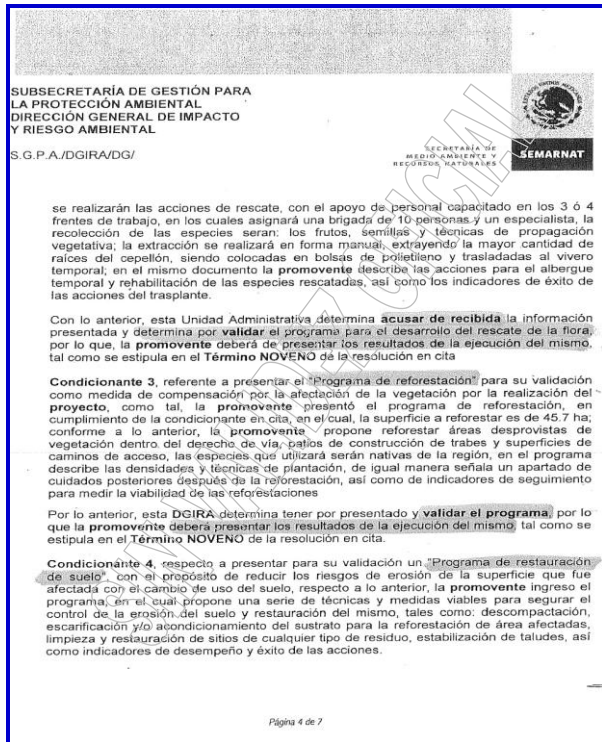 SUBSECRETARÍA DE GESTIÓN PARA
LA PROTECCIÓN AMBIENTAL
DIRECCIÓN GENERAL DE IMPACTO
Y RIESGO AMBIENTAL
S.G.P.A./DGIRA/DG/
SECRETARÍA DE
MEDIO AMBIENTE Y
RECURSOS NATURALES
SEMARNAT
se realizarán las acciones de rescate, con el apoyo de personal capacitado en los 3 ó 4
frentes de trabajo, en los cuales asignará una brigada de 10 personas y un especialista, la
recolección de las especies seran: los frutos, semillas y técnicas de propagación
vegetativa; la extracción se realizará en forma manual, extrayendo la mayor cantidad de
raíces del cepellón, siendo colocadas en bolsas de polietileno y trasladadas al vivero
temporal; en el mismo documento la promovente describe las acciones para el albergue
temporal y rehabilitación de las especies rescatadas, así como los indicadores de éxito de
las acciones del trasplante.
Con lo anterior, esta Unidad Administrativa determina acusar de recibida la información
presentada y determina por validar el programa para el desarrollo del rescate de la flora,
por lo que, la promovente deberá de presentar los resultados de la ejecución del mismo,
tal como se estipula en el Término NOVENO de la resolución en cita
Condicionante 3, referente a presentar el "Programa de reforestación" para su validación
como medida de compensación por la afectación de la vegetación por la realización del
proyecto, como tal, la promovente presentó el programa de reforestación, en
cumplimiento de la condicionante en cita, en el cual, la superficie a reforestar es de 45.7 ha;
conforme a lo anterior, la promovente propone reforestar áreas desprovistas de
vegetación dentro del derecho de vía, patios de construcción de trabes y superficies de
caminos de acceso, las especies que utilizará serán nativas de la región, en el programa
describe las densidades y técnicas de plantación, de igual manera señala un apartado de
cuidados posteriores después de la reforestación, así como de indicadores de seguimiento
para medir la viabilidad de las reforestaciones
Por lo anterior, esta DGIRA determina tener por presentado y validar el programa, por lo
que la promovente deberá presentar los resultados de la ejecución del mismo, tal como se
estipula en el Término NOVENO de la resolución en cita.
Condicionante 4, respecto a presentar para su validación un "Programa de restauración
de suelo", con el propósito de reducir los riesgos de erosión de la superficie que fue
afectada con el cambio de uso del suelo, respecto a lo anterior, la promovente ingreso el
programa, en el cual propone una serie de técnicas y medidas viables para segurar el
control de la erosión del suelo y restauración del mismo, tales como: descompactación,
escarificación y/o acondicionamiento del sustrato para la reforestación de área afectadas,
limpieza y restauración de sitios de cualquier tipo de residuo, estabilización de taludes, así
como indicadores de desempeño y éxito de las acciones.
Página 4 de 7
SIN VALIDEZ OFICIAL